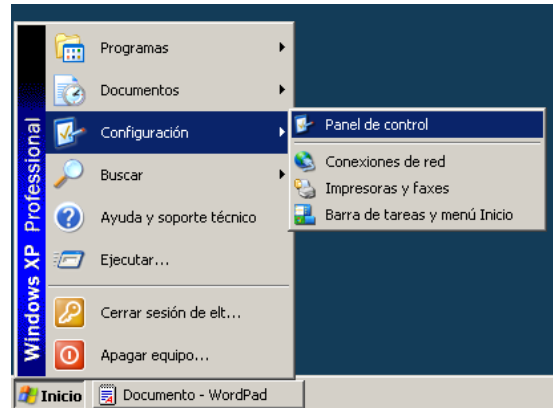 Windows XP Professional
Programas
Documentos
Configuración
Buscar
Ayuda y soporte técnico
Ejecutar...
Cerrar sesión de elt...
Apagar equipo...
Panel de control
Conexiones de red
Impresoras y faxes
Barra de tareas y menú Inicio
Inicio
Documento - WordPad